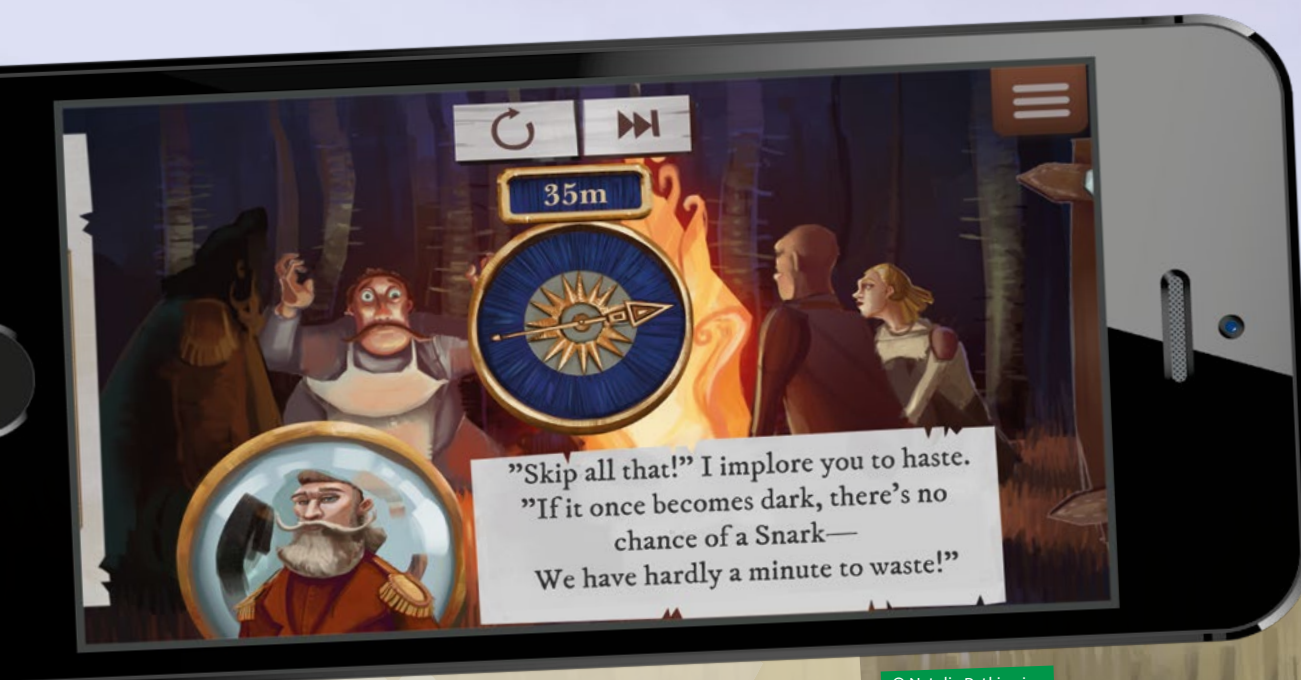 35m
”Skip all that!” I implore you to haste.
”If it once becomes dark, there’s no
chance of a Snark—
We have hardly a minute to waste!”